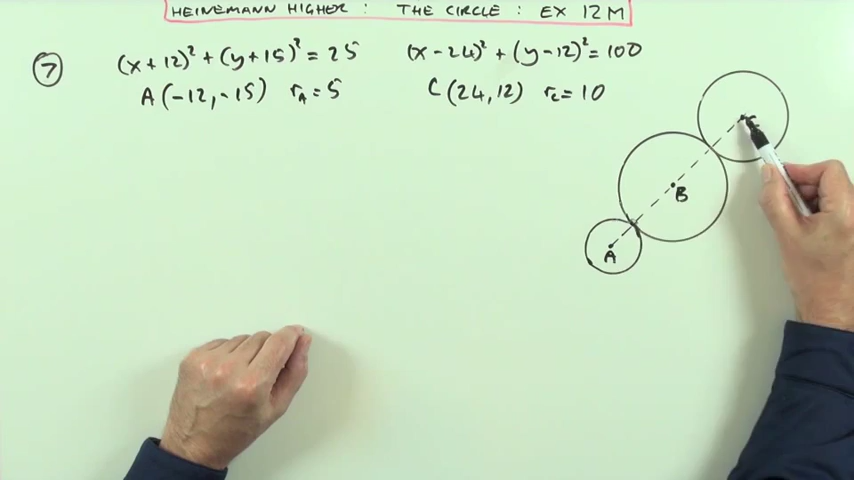 HEINEMANN HIGHER : THE CIRCLE : EX 12M
7
(x+12)²+(y+15)²=25 (x-24)²+(y-12)²=100
A(-12,-15) r_A=5 C(24,12) r_C=10
B
A